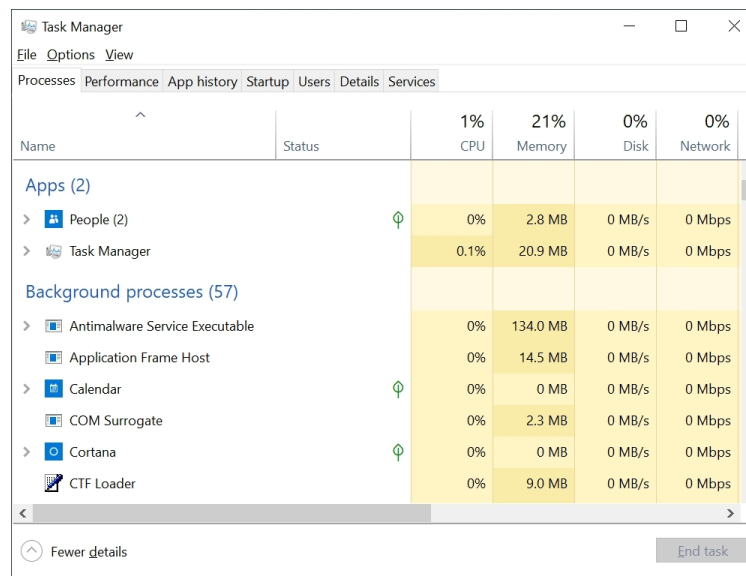 Task Manager
File Options View
Processes Performance App history Startup Users Details Services
1% 21% 0% 0%
Name Status CPU Memory Disk Network
Apps (2)
People (2) 0% 2.8 MB 0 MB/s 0 Mbps
Task Manager 0.1% 20.9 MB 0 MB/s 0 Mbps
Background processes (57)
Antimalware Service Executable 0% 134.0 MB 0 MB/s 0 Mbps
Application Frame Host 0% 14.5 MB 0 MB/s 0 Mbps
Calendar 0% 0 MB 0 MB/s 0 Mbps
COM Surrogate 0% 2.3 MB 0 MB/s 0 Mbps
Cortana 0% 0 MB 0 MB/s 0 Mbps
CTF Loader 0% 9.0 MB 0 MB/s 0 Mbps
Fewer details End task